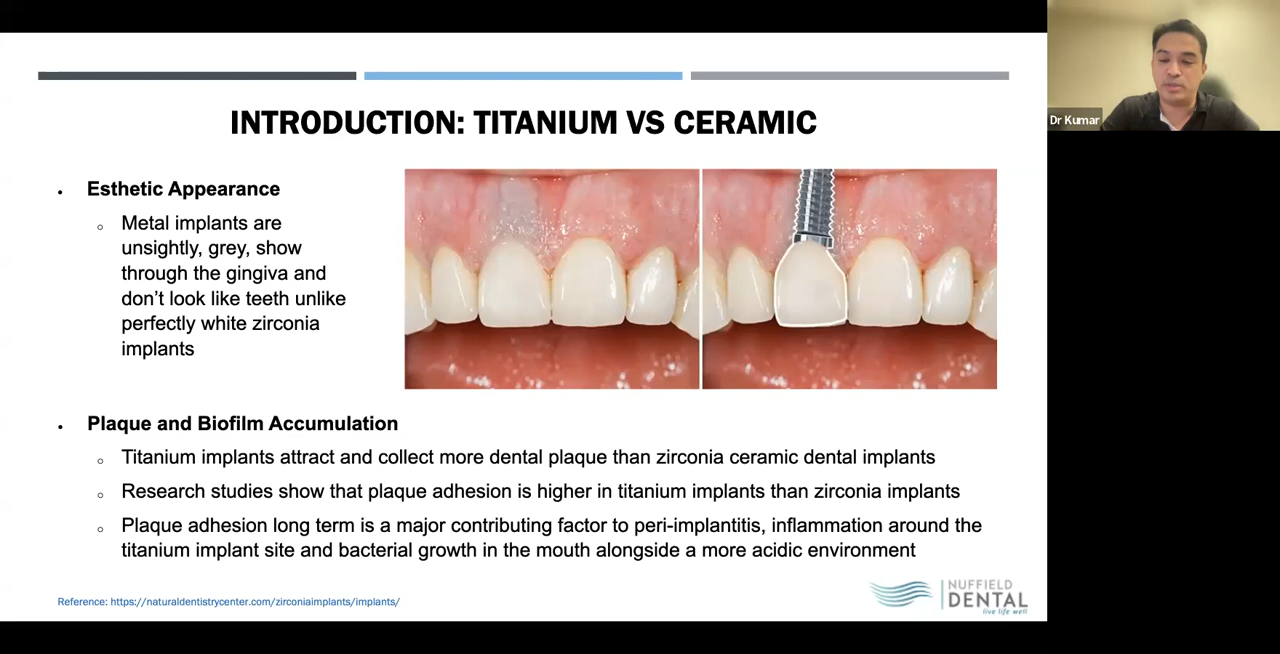 INTRODUCTION: TITANIUM VS CERAMIC
Dr Kumar
• Esthetic Appearance
○ Metal implants are
unsightly, grey, show
through the gingiva and
don’t look like teeth unlike
perfectly white zirconia
implants
• Plaque and Biofilm Accumulation
○ Titanium implants attract and collect more dental plaque than zirconia ceramic dental implants
○ Research studies show that plaque adhesion is higher in titanium implants than zirconia implants
○ Plaque adhesion long term is a major contributing factor to peri-implantitis, inflammation around the
titanium implant site and bacterial growth in the mouth alongside a more acidic environment
Reference: https://naturaldentistrycenter.com/zirconiaimplants/implants/
NUFFIELD
DENTAL
live life well